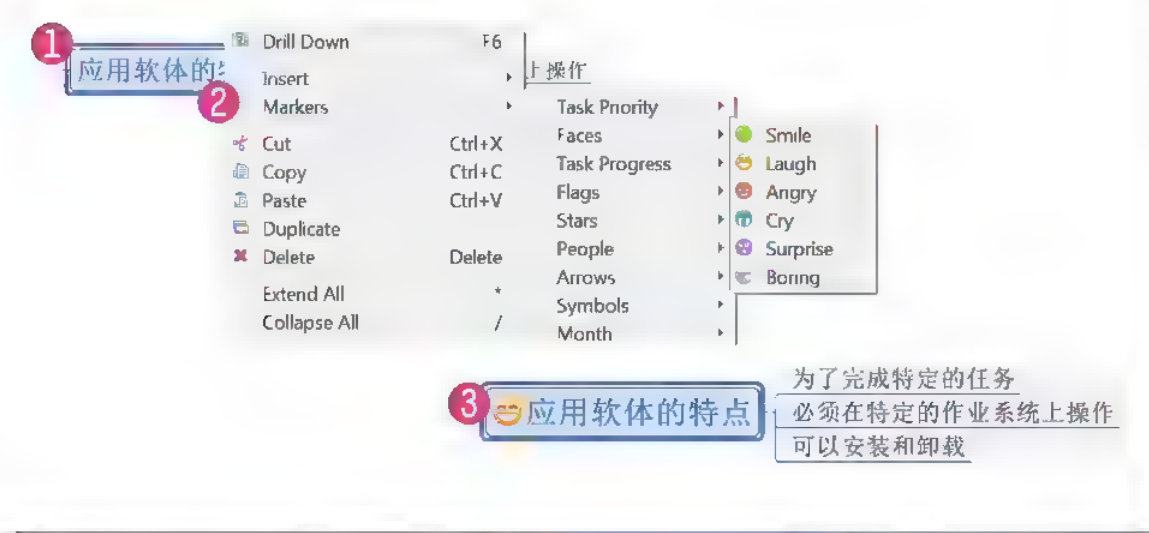 1
应用软体的
2
Drill Down F6
Insert
Markers
Cut Ctrl+X
Copy Ctrl+C
Paste Ctrl+V
Duplicate
Delete Delete
Extend All *
Collapse All /
上操作
Task Priority
Faces
Task Progress
Flags
Stars
People
Arrows
Symbols
Month
Smile
Laugh
Angry
Cry
Surprise
Boring
3
应用软体的特点
为了完成特定的任务
必须在特定的作业系统上操作
可以安装和卸载